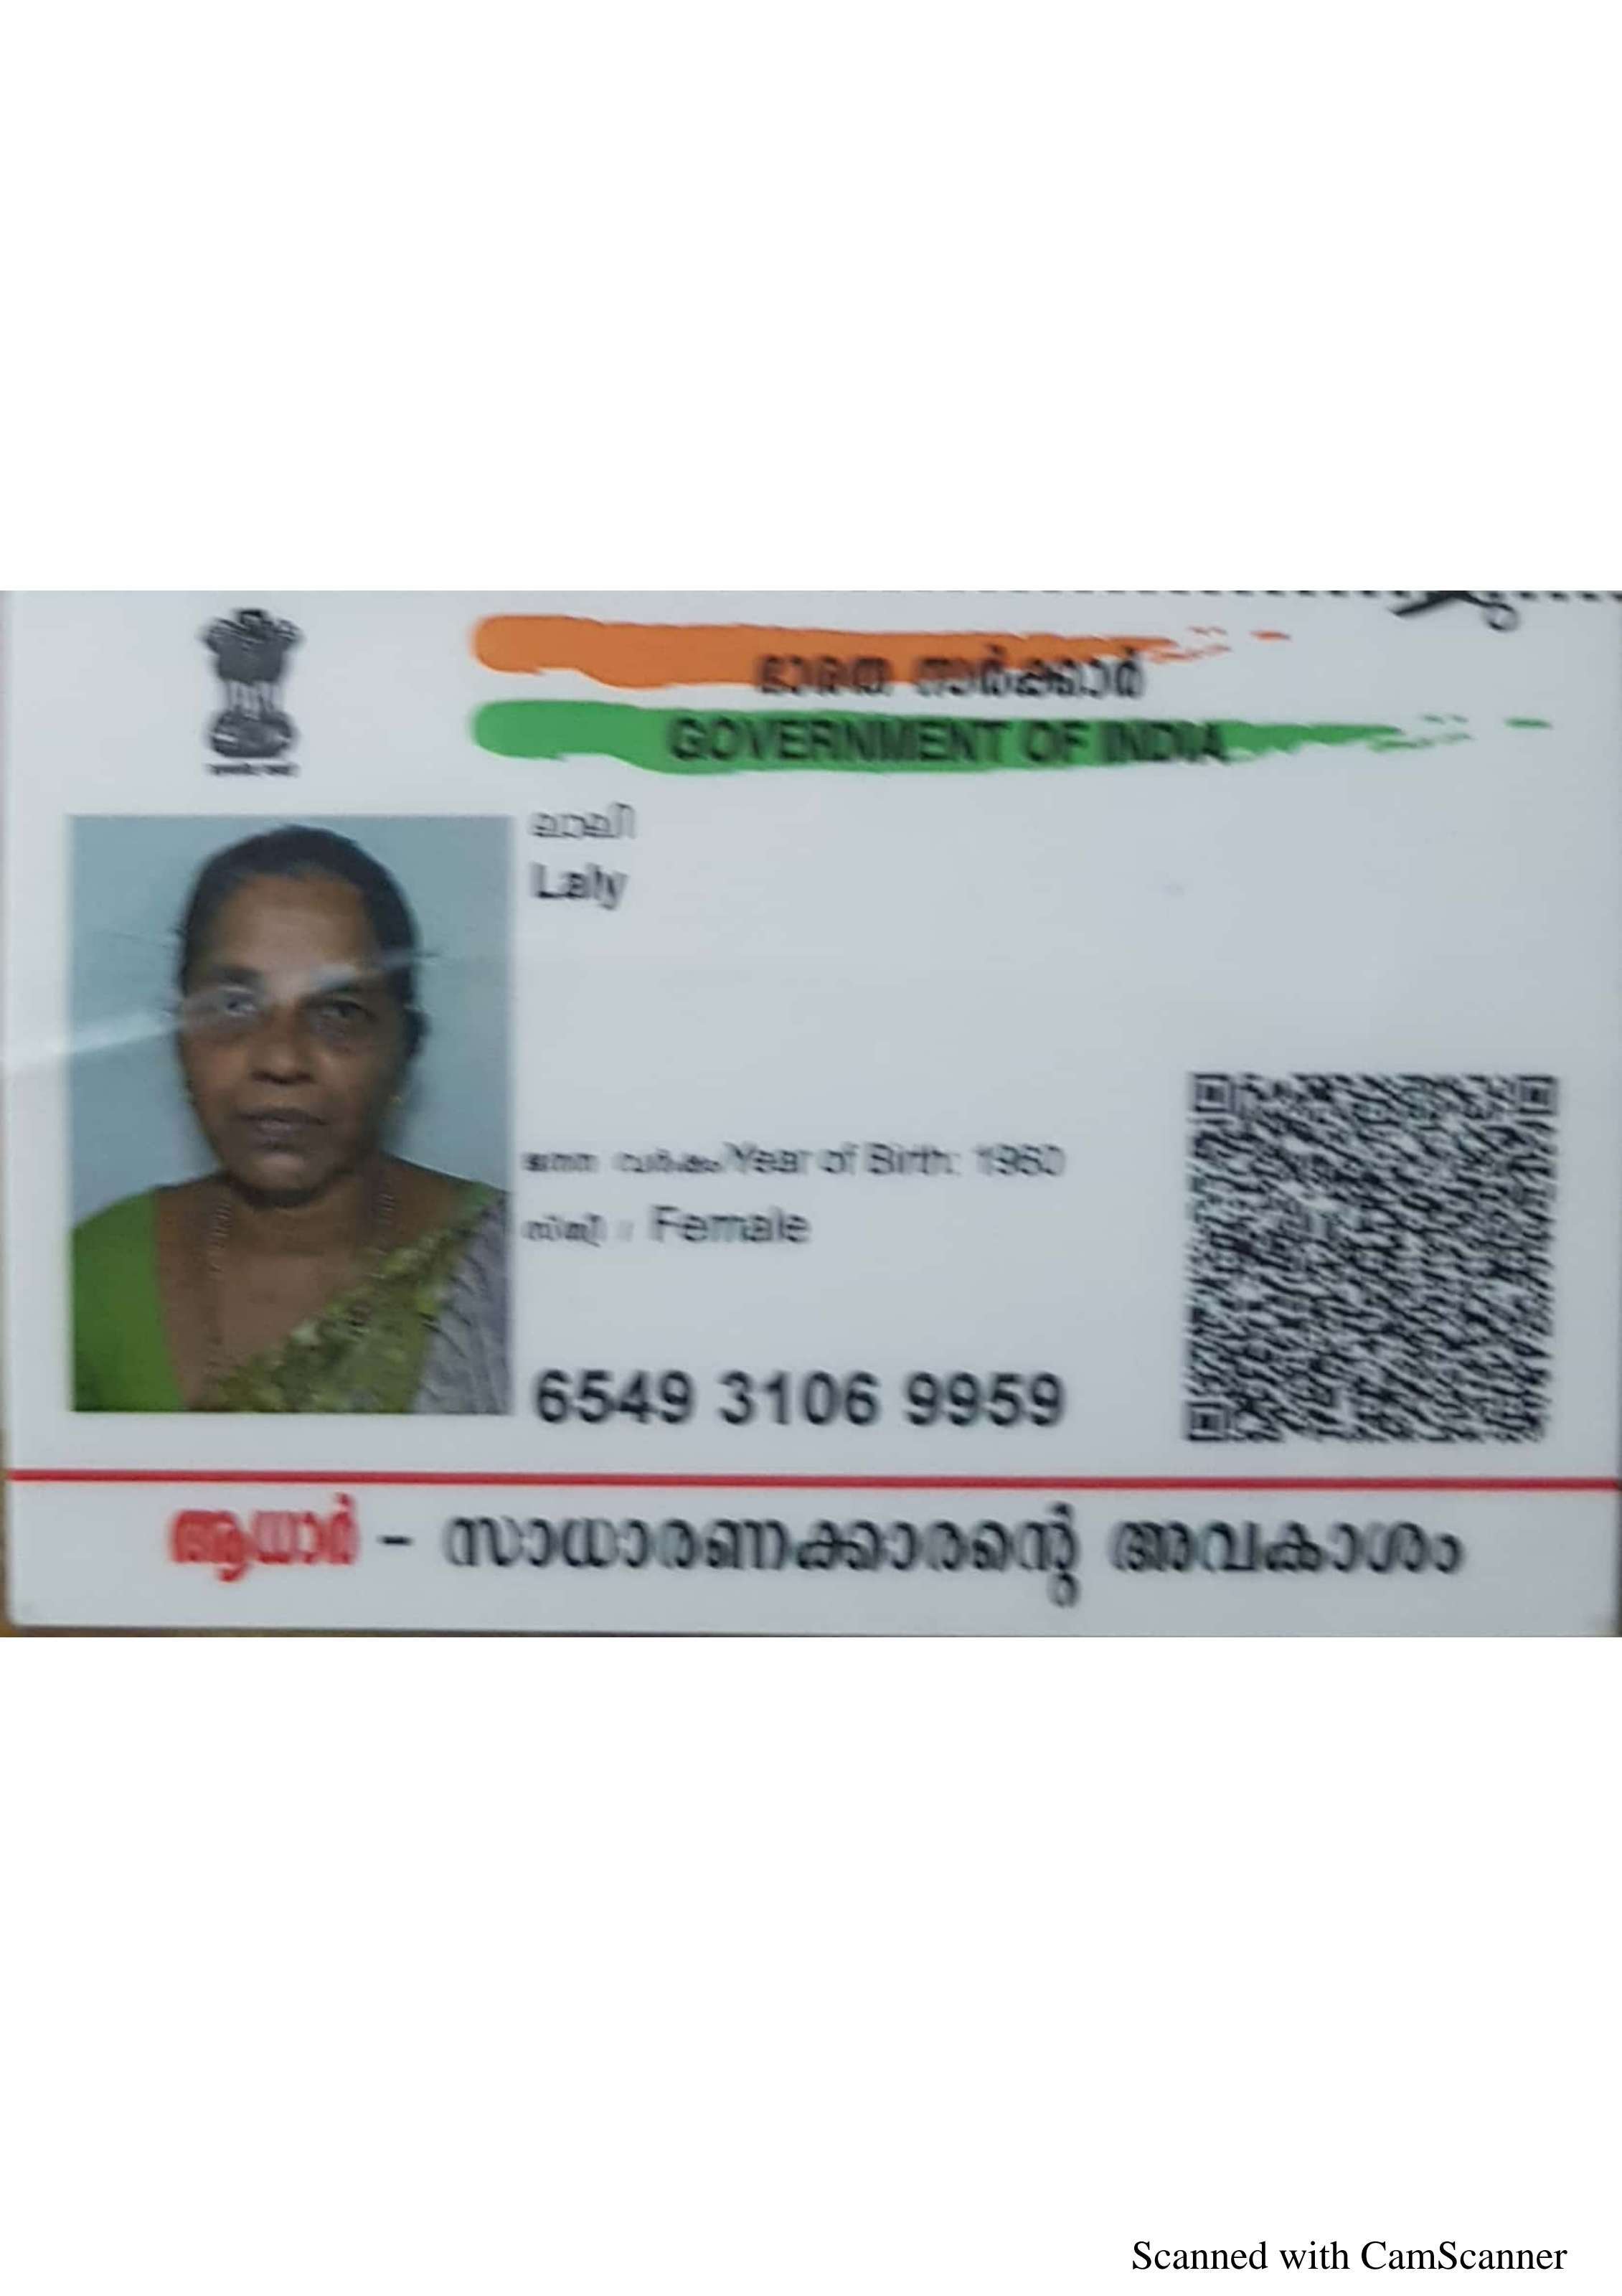 ഭാരത സർക്കാർ
GOVERNMENT OF INDIA
ലാലി
Laly
ജനന വർഷം/Year of Birth: 1960
സ്ത്രീ / Female
6549 3106 9959
ആധാർ - സാധാരണക്കാരന്റെ അവകാശം
Scanned with CamScanner